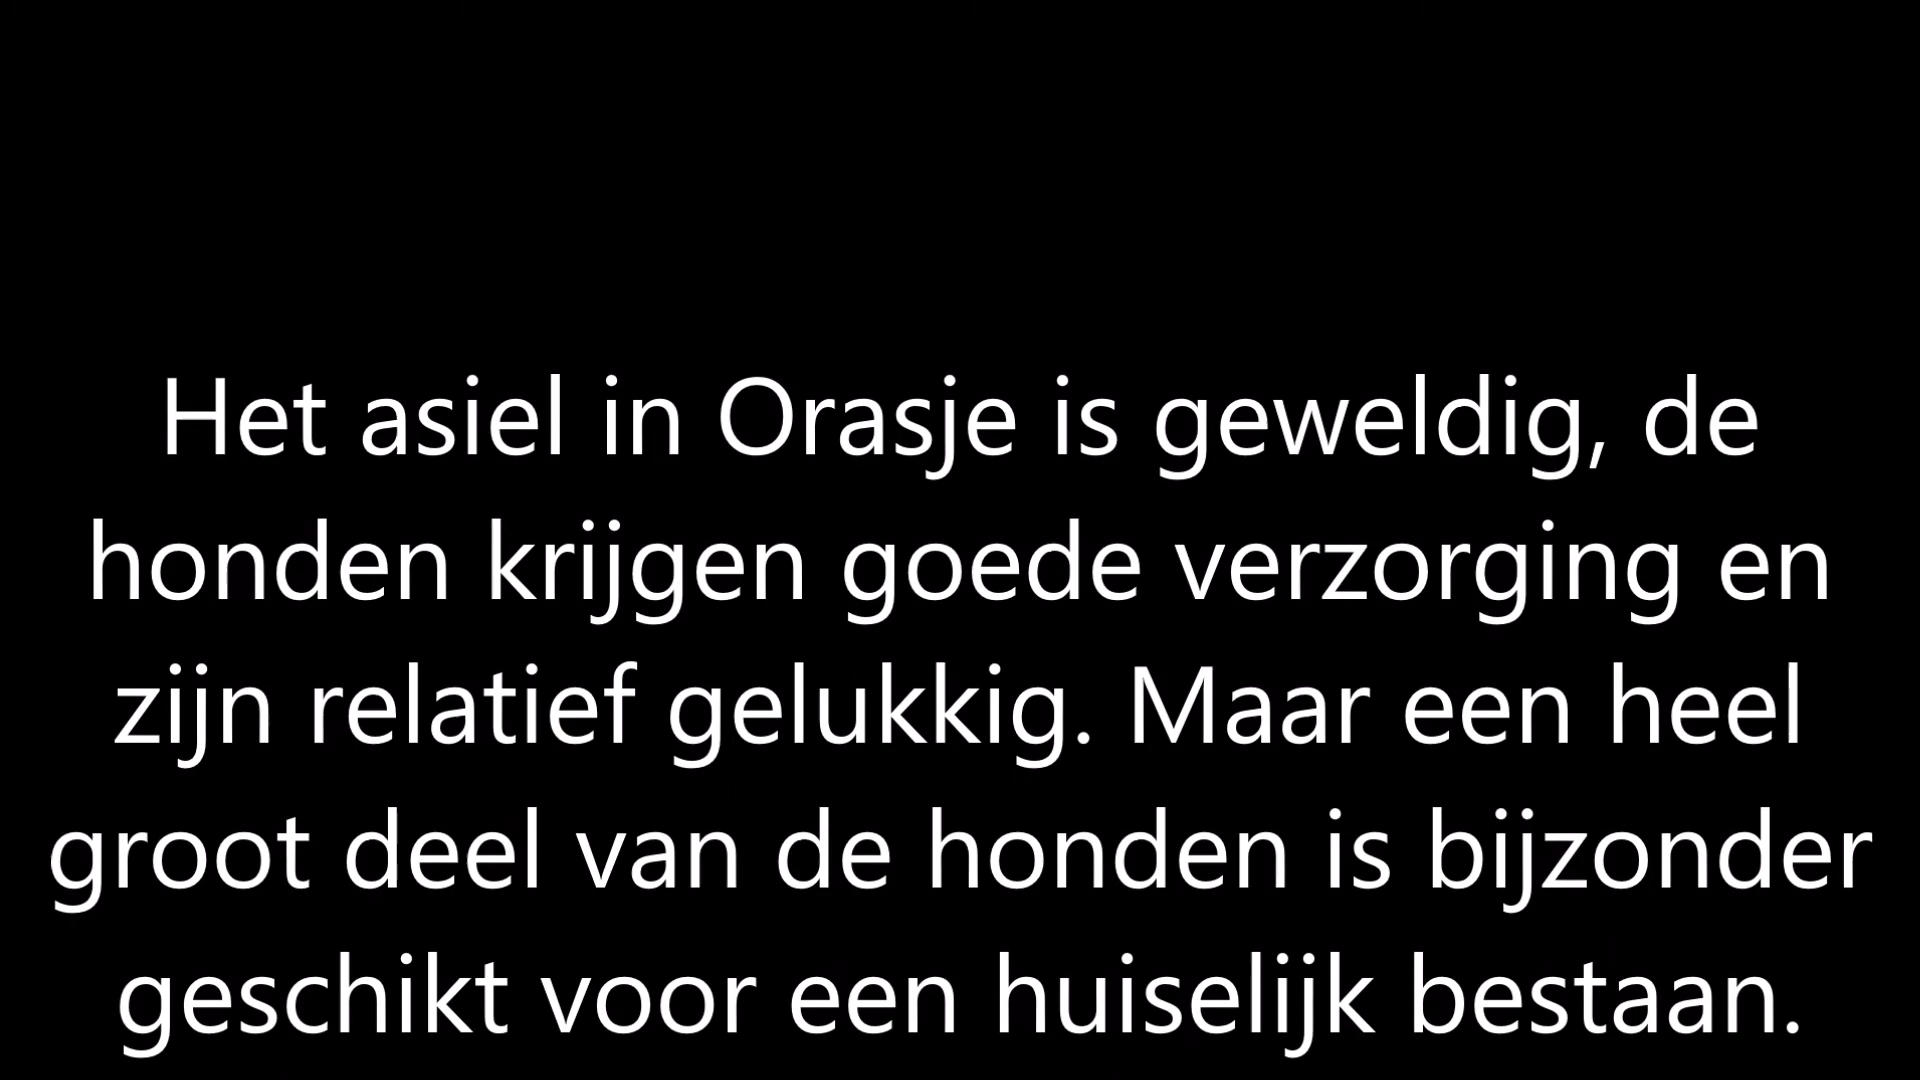 Het asiel in Orasje is geweldig, de
honden krijgen goede verzorging en
zijn relatief gelukkig. Maar een heel
groot deel van de honden is bijzonder
geschikt voor een huiselijk bestaan.